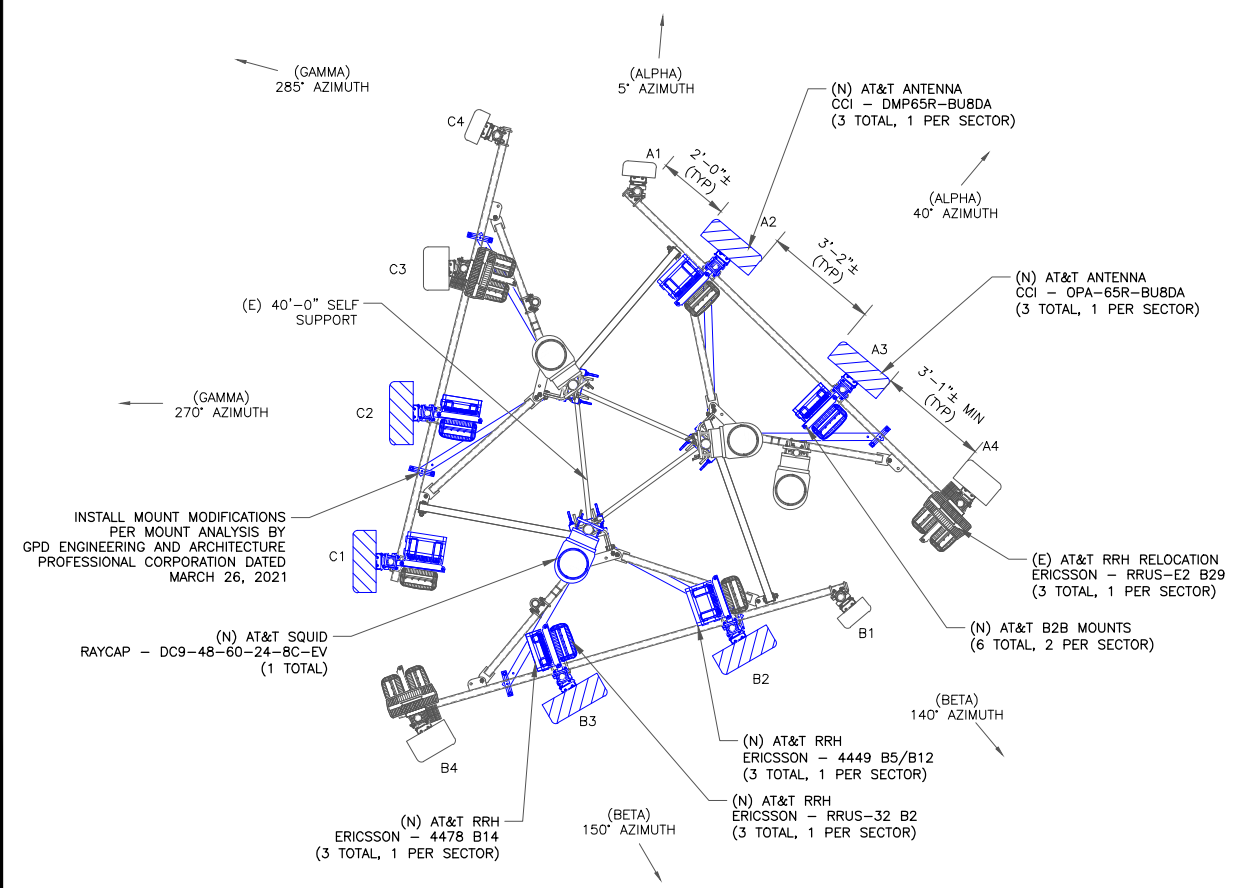 (GAMMA)
285° AZIMUTH
(ALPHA)
5° AZIMUTH
(N) AT&T ANTENNA
CCI - DMP65R-BU8DA
(3 TOTAL, 1 PER SECTOR)
C4
A1
2'-0"±
(TYP)
(ALPHA)
40° AZIMUTH
A2
3'-2"±
(TYP)
C3
(N) AT&T ANTENNA
CCI - OPA-65R-BU8DA
(3 TOTAL, 1 PER SECTOR)
(E) 40'-0" SELF
SUPPORT
A3
3'-1"± MIN
(TYP)
(GAMMA)
270° AZIMUTH
C2
A4
INSTALL MOUNT MODIFICATIONS
PER MOUNT ANALYSIS BY
GPD ENGINEERING AND ARCHITECTURE
PROFESSIONAL CORPORATION DATED
MARCH 26, 2021
C1
(E) AT&T RRH RELOCATION
ERICSSON - RRUS-E2 B29
(3 TOTAL, 1 PER SECTOR)
(N) AT&T SQUID
RAYCAP - DC9-48-60-24-8C-EV
(1 TOTAL)
B1
(N) AT&T B2B MOUNTS
(6 TOTAL, 2 PER SECTOR)
B2
(BETA)
140° AZIMUTH
B3
B4
(N) AT&T RRH
ERICSSON - 4449 B5/B12
(3 TOTAL, 1 PER SECTOR)
(N) AT&T RRH
ERICSSON - RRUS-32 B2
(3 TOTAL, 1 PER SECTOR)
(N) AT&T RRH
ERICSSON - 4478 B14
(3 TOTAL, 1 PER SECTOR)
(BETA)
150° AZIMUTH